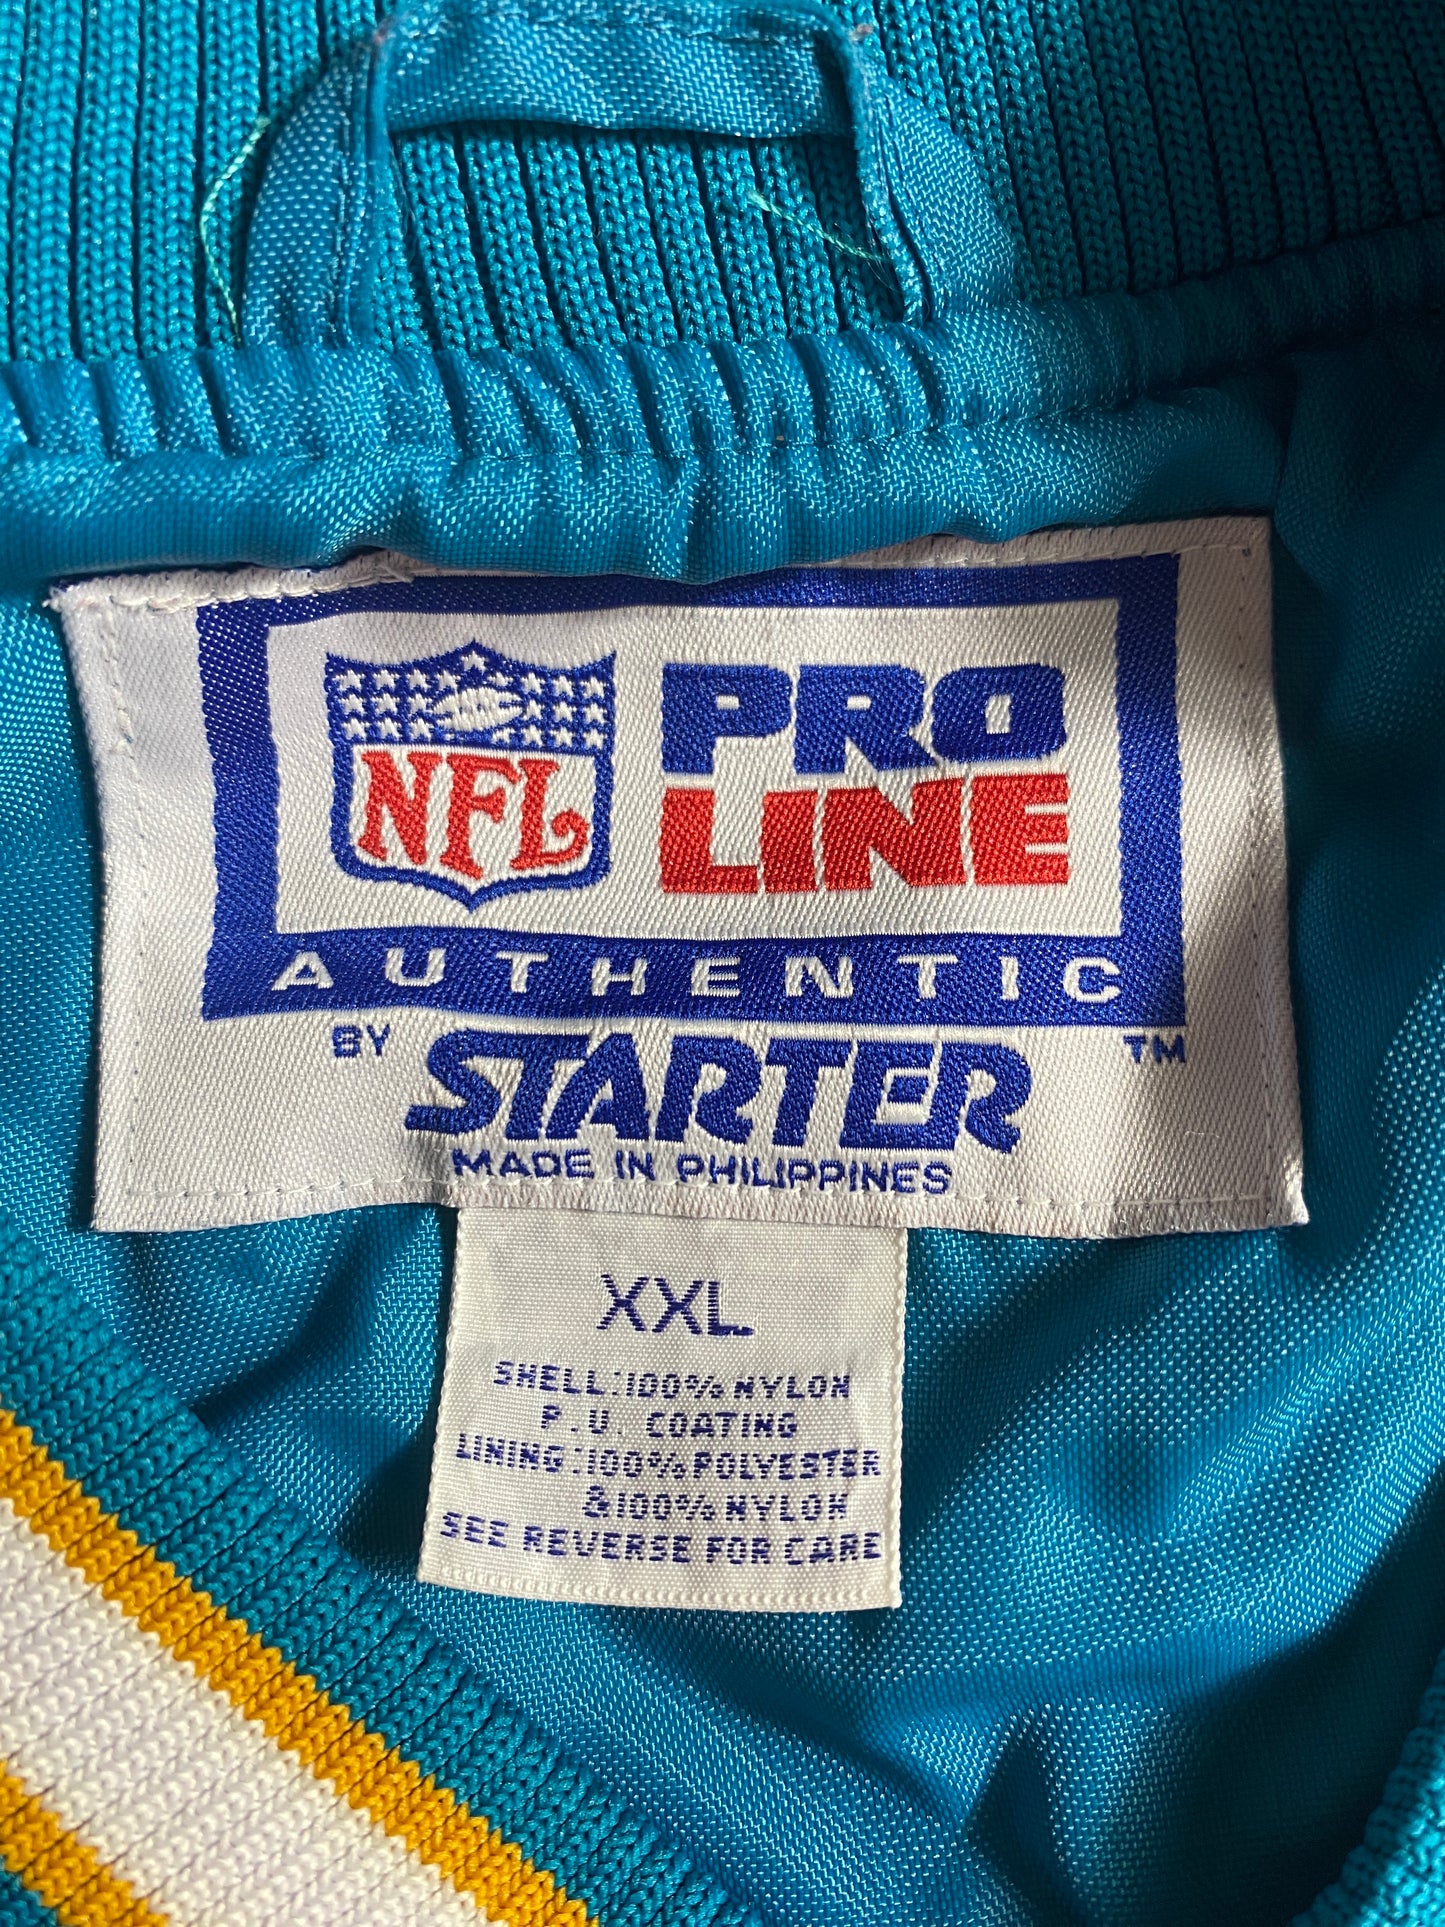 NFL
PRO
LINE
AUTHENTIC
BY STARTER TM
MADE IN PHILIPPINES
XXL
SHELL:100% NYLON
P.U. COATING
LINING:100% POLYESTER
&100% NYLON
SEE REVERSE FOR CARE